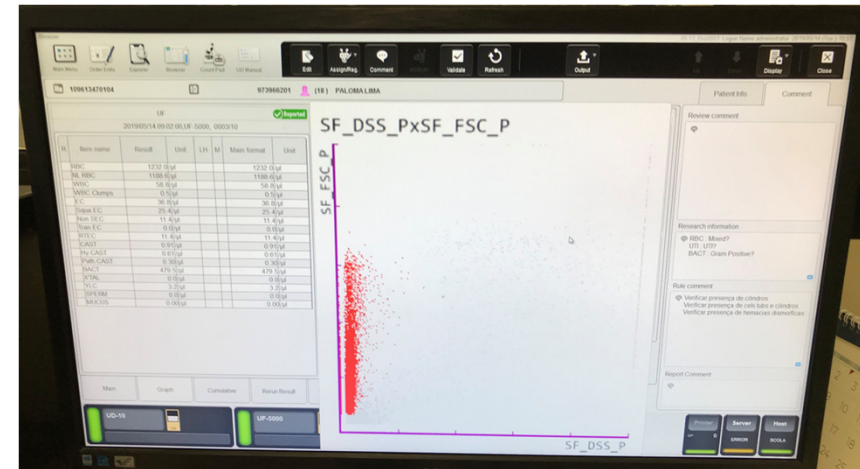 Main Menu Order Entry Explorer Browser UD Manual Edit Assign/Reg. Comment Validate Refresh Output Display Close
109613470104 973966201 (18) PALOMA LIMA
Patient Info Comment
UF
Reported
2019/05/14 09:02:00,UF-5000, 0003/10
R Item name Result Unit LH M Main format Unit
RBC 1232.0 /µl 1232.0 /µl
NL RBC 1188.6 /µl 1188.6 /µl
WBC 58.8 /µl 58.8 /µl
WBC Clumps 0.5 /µl 0.5 /µl
EC 36.8 /µl 36.8 /µl
Squa.EC 25.4 /µl 25.4 /µl
Non SEC 11.4 /µl 11.4 /µl
Tran.EC 0.0 /µl 0.0 /µl
RTEC 11.4 /µl 11.4 /µl
CAST 0.91 /µl 0.91 /µl
Hy.CAST 0.61 /µl 0.61 /µl
Path.CAST 0.30 /µl 0.30 /µl
BACT 479.5 /µl 479.5 /µl
X'TAL 0.0 /µl 0.0 /µl
YLC 3.2 /µl 3.2 /µl
SPERM 0.0 /µl 0.0 /µl
MUCUS 0.00 /µl 0.00 /µl
Main Graph Cumulative Rerun Result
UD-10 UF-5000
SF_DSS_PxSF_FSC_P
SF_FSC_P
SF_DSS_P
Review comment
Research information
RBC : Mixed?
UTI : UTI?
BACT : Gram Positive?
Rule comment
Verificar presença de cilindros
Verificar presença de cels tubs e cilindros
Verificar presença de hemacias dismorficas
Report Comment
Printer Server Host
ERROR SCOLA